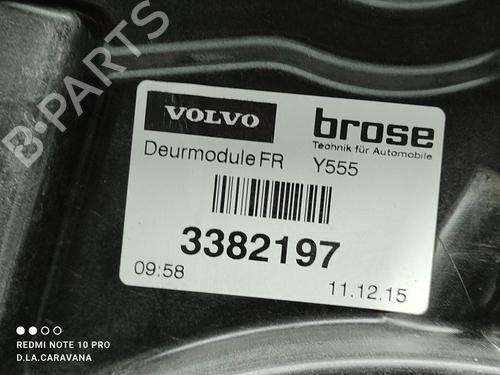 B-PARTS
VOLVO
brose
Technik für Automobile
Deurmodule FR
Y555
3382197
09:58
11.12.15
REDMI NOTE 10 PRO
D.LA.CARAVANA